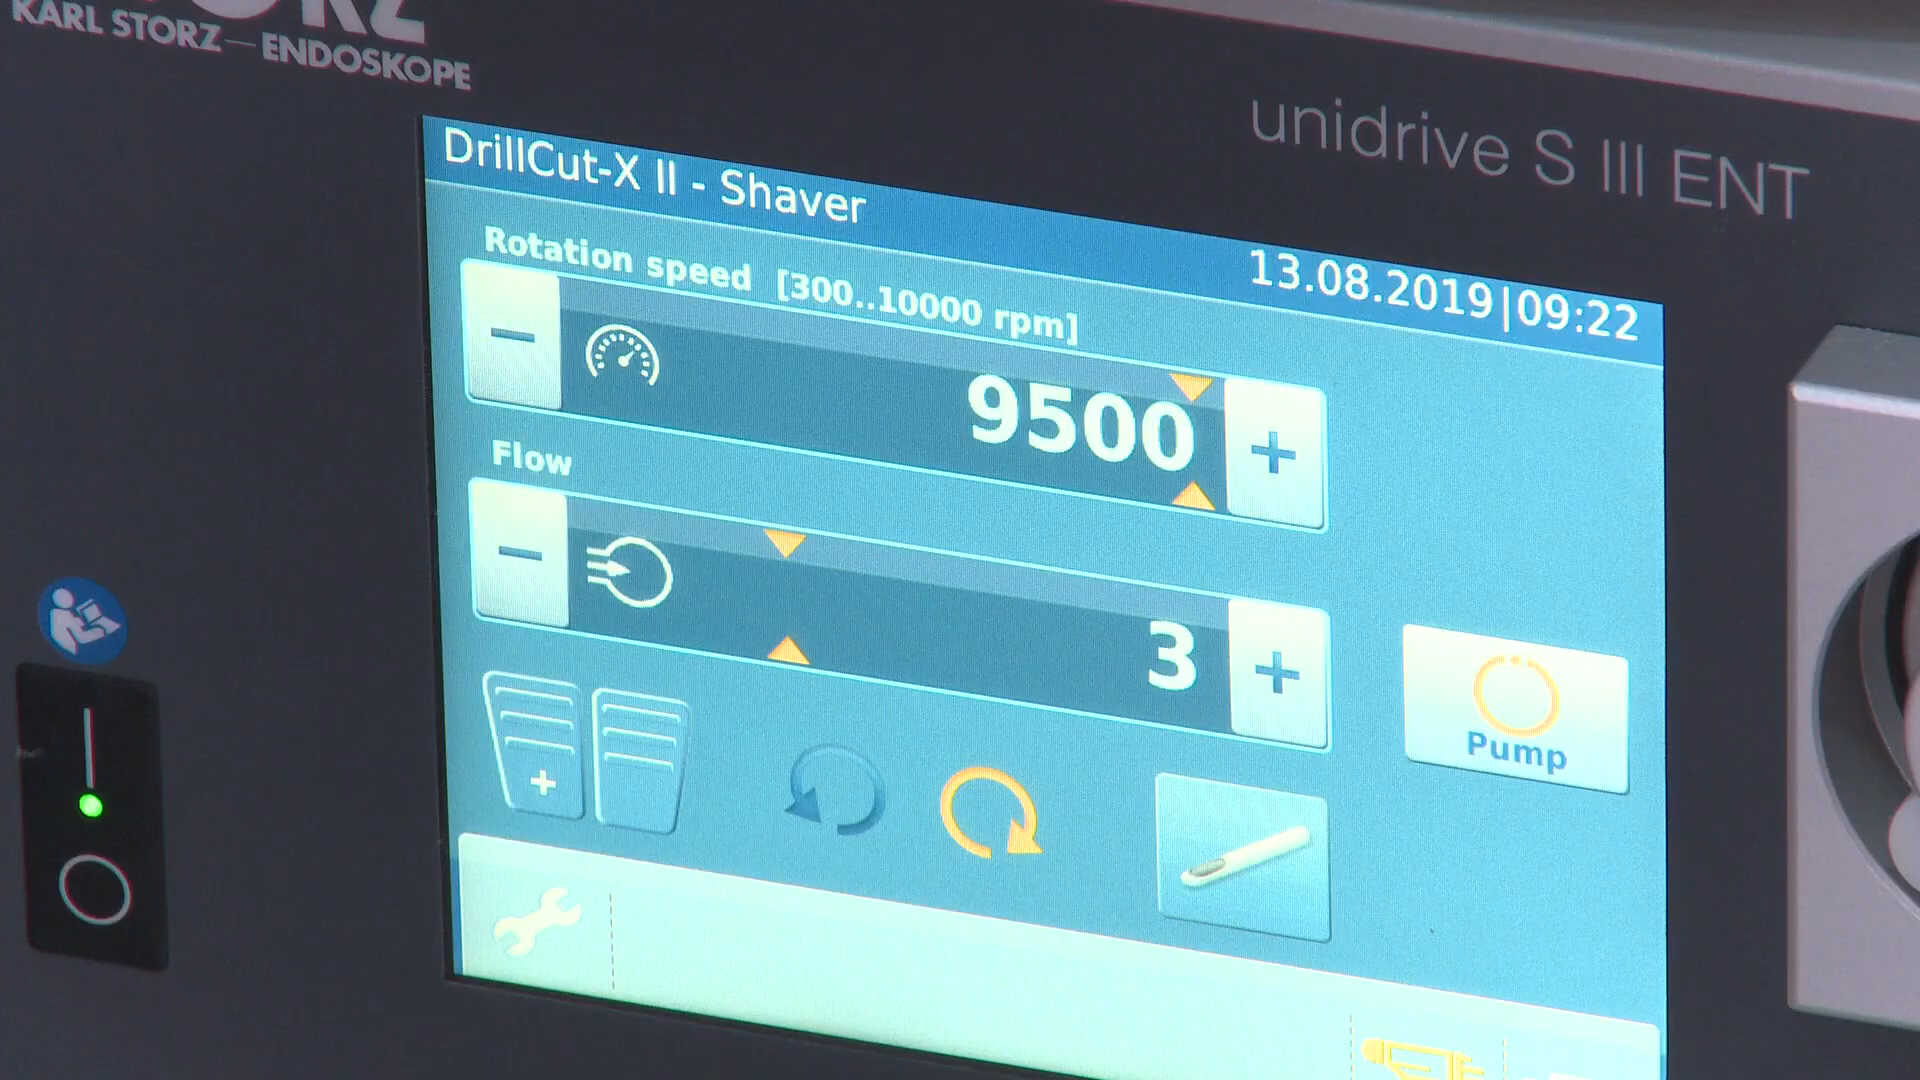 STORZ
KARL STORZ—ENDOSKOPE
unidrive S III ENT
DrillCut-X II - Shaver
13.08.2019|09:22
Rotation speed [300..10000 rpm]
−
9500
+
Flow
−
3
+
+
Pump